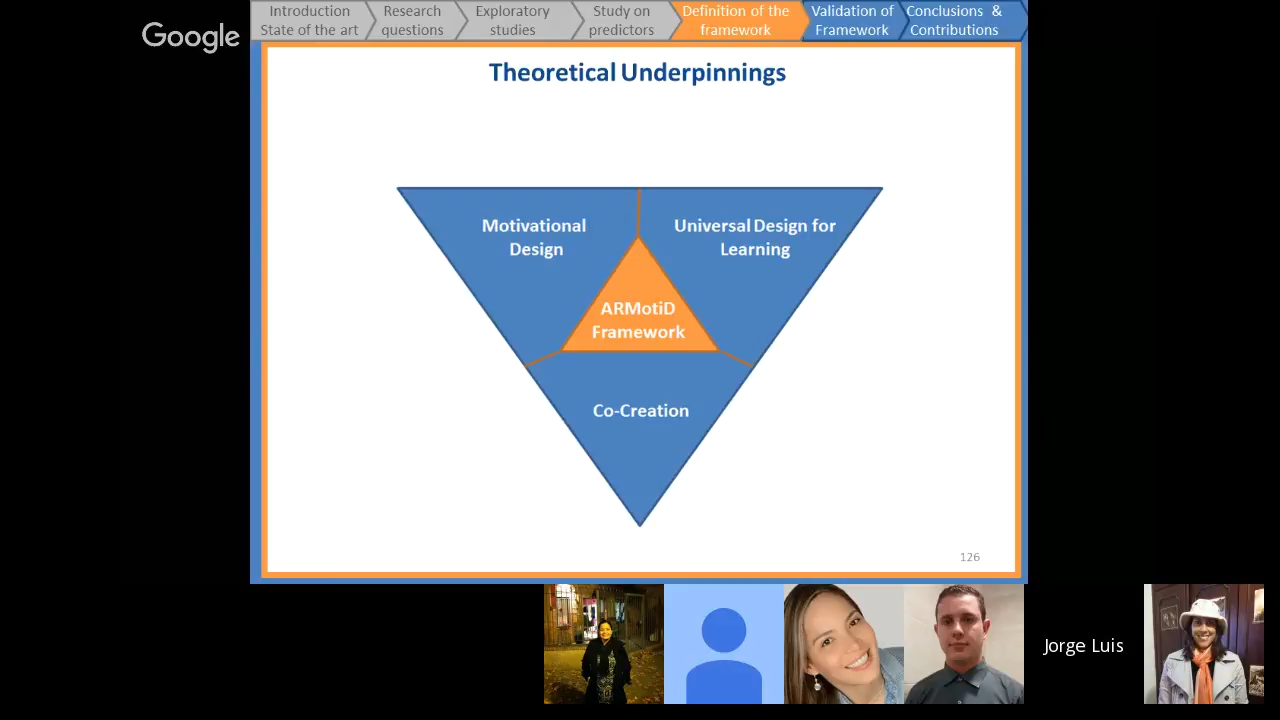 Google
Introduction
State of the art
Research
questions
Exploratory
studies
Study on
predictors
Definition of the
framework
Validation of
Framework
Conclusions &
Contributions
Theoretical Underpinnings
Motivational
Design
Universal Design for
Learning
ARMotiD
Framework
Co-Creation
126
Jorge Luis